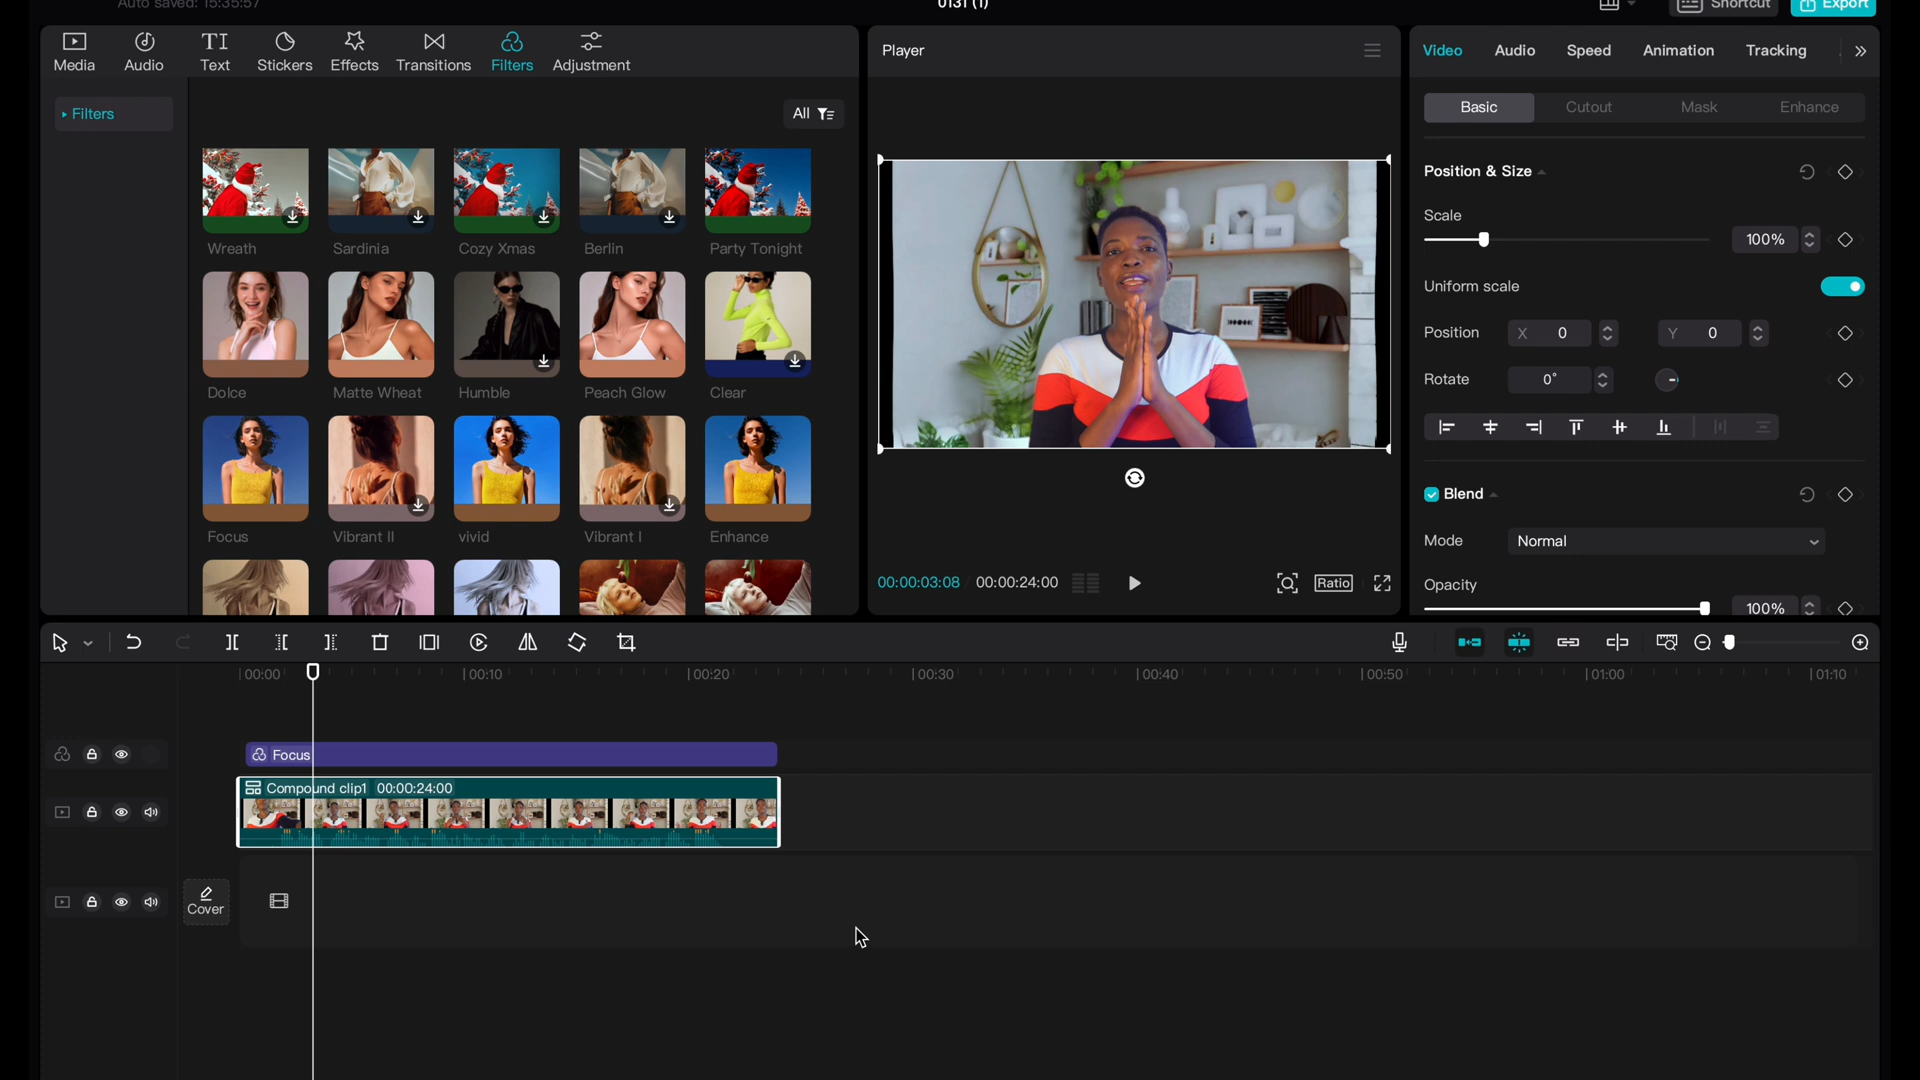 Auto saved: 15:35:57
0131 (1)
Shortcut
Export
Media
Audio
Text
Stickers
Effects
Transitions
Filters
Adjustment
Filters
All
Wreath
Sardinia
Cozy Xmas
Berlin
Party Tonight
Dolce
Matte Wheat
Humble
Peach Glow
Clear
Focus
Vibrant II
vivid
Vibrant I
Enhance
Player
00:00:03:08
00:00:24:00
Ratio
Video
Audio
Speed
Animation
Tracking
Basic
Cutout
Mask
Enhance
Position & Size
Scale
100%
Uniform scale
Position
X 0
Y 0
Rotate
0°
Blend
Mode
Normal
Opacity
100%
00:00
00:10
00:20
00:30
00:40
00:50
01:00
01:10
Focus
Compound clip1 00:00:24:00
Cover